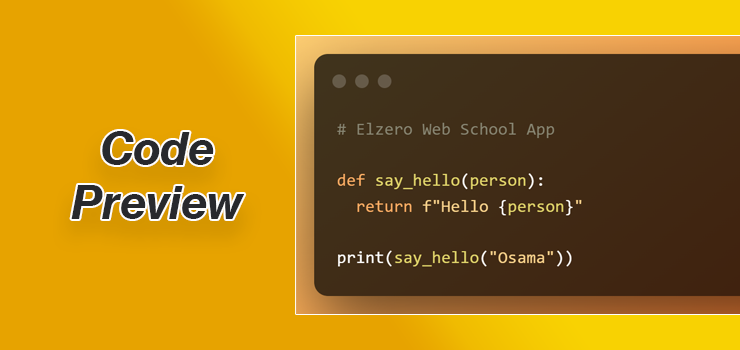 Code
Preview
# Elzero Web School App
def say_hello(person):
  return f"Hello {person}"
print(say_hello("Osama"))